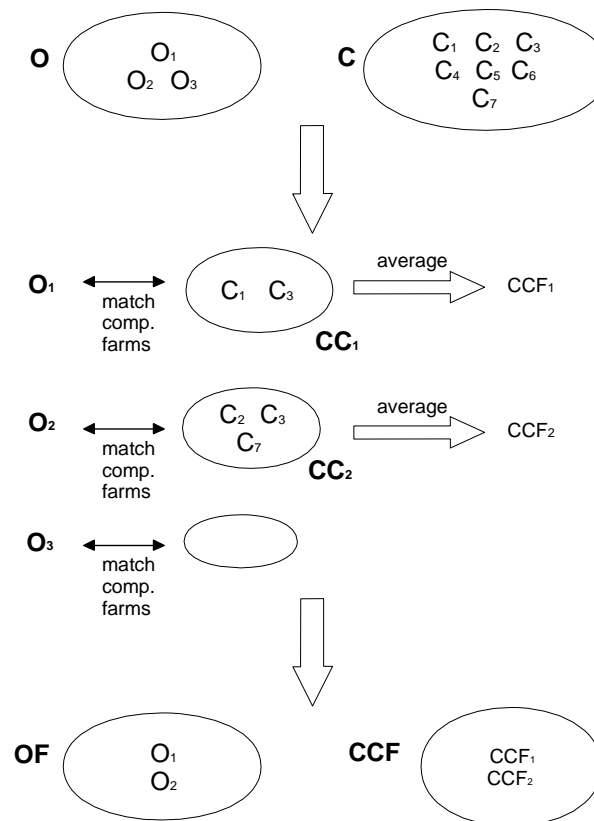 O
O₁
O₂ O₃
C
C₁ C₂ C₃
C₄ C₅ C₆
C₇
O₁
match
comp.
farms
C₁ C₃
CC₁
average
CCF₁
O₂
match
comp.
farms
C₂ C₃
C₇
CC₂
average
CCF₂
O₃
match
comp.
farms
OF
O₁
O₂
CCF
CCF₁
CCF₂